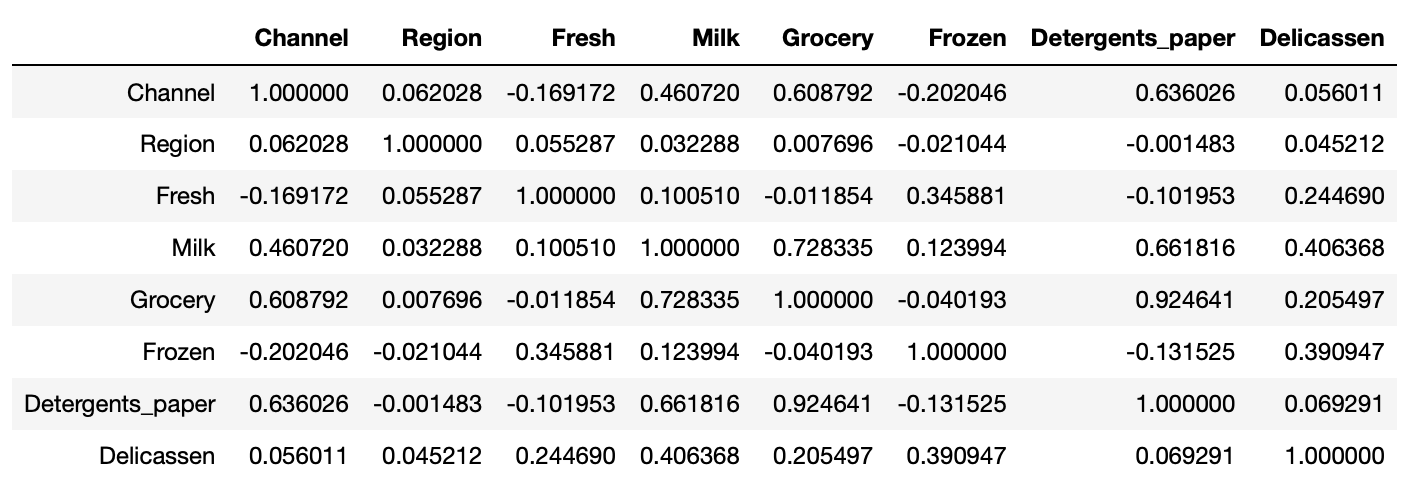 Channel Region Fresh Milk Grocery Frozen Detergents_paper Delicassen
Channel 1.000000 0.062028 -0.169172 0.460720 0.608792 -0.202046 0.636026 0.056011
Region 0.062028 1.000000 0.055287 0.032288 0.007696 -0.021044 -0.001483 0.045212
Fresh -0.169172 0.055287 1.000000 0.100510 -0.011854 0.345881 -0.101953 0.244690
Milk 0.460720 0.032288 0.100510 1.000000 0.728335 0.123994 0.661816 0.406368
Grocery 0.608792 0.007696 -0.011854 0.728335 1.000000 -0.040193 0.924641 0.205497
Frozen -0.202046 -0.021044 0.345881 0.123994 -0.040193 1.000000 -0.131525 0.390947
Detergents_paper 0.636026 -0.001483 -0.101953 0.661816 0.924641 -0.131525 1.000000 0.069291
Delicassen 0.056011 0.045212 0.244690 0.406368 0.205497 0.390947 0.069291 1.000000